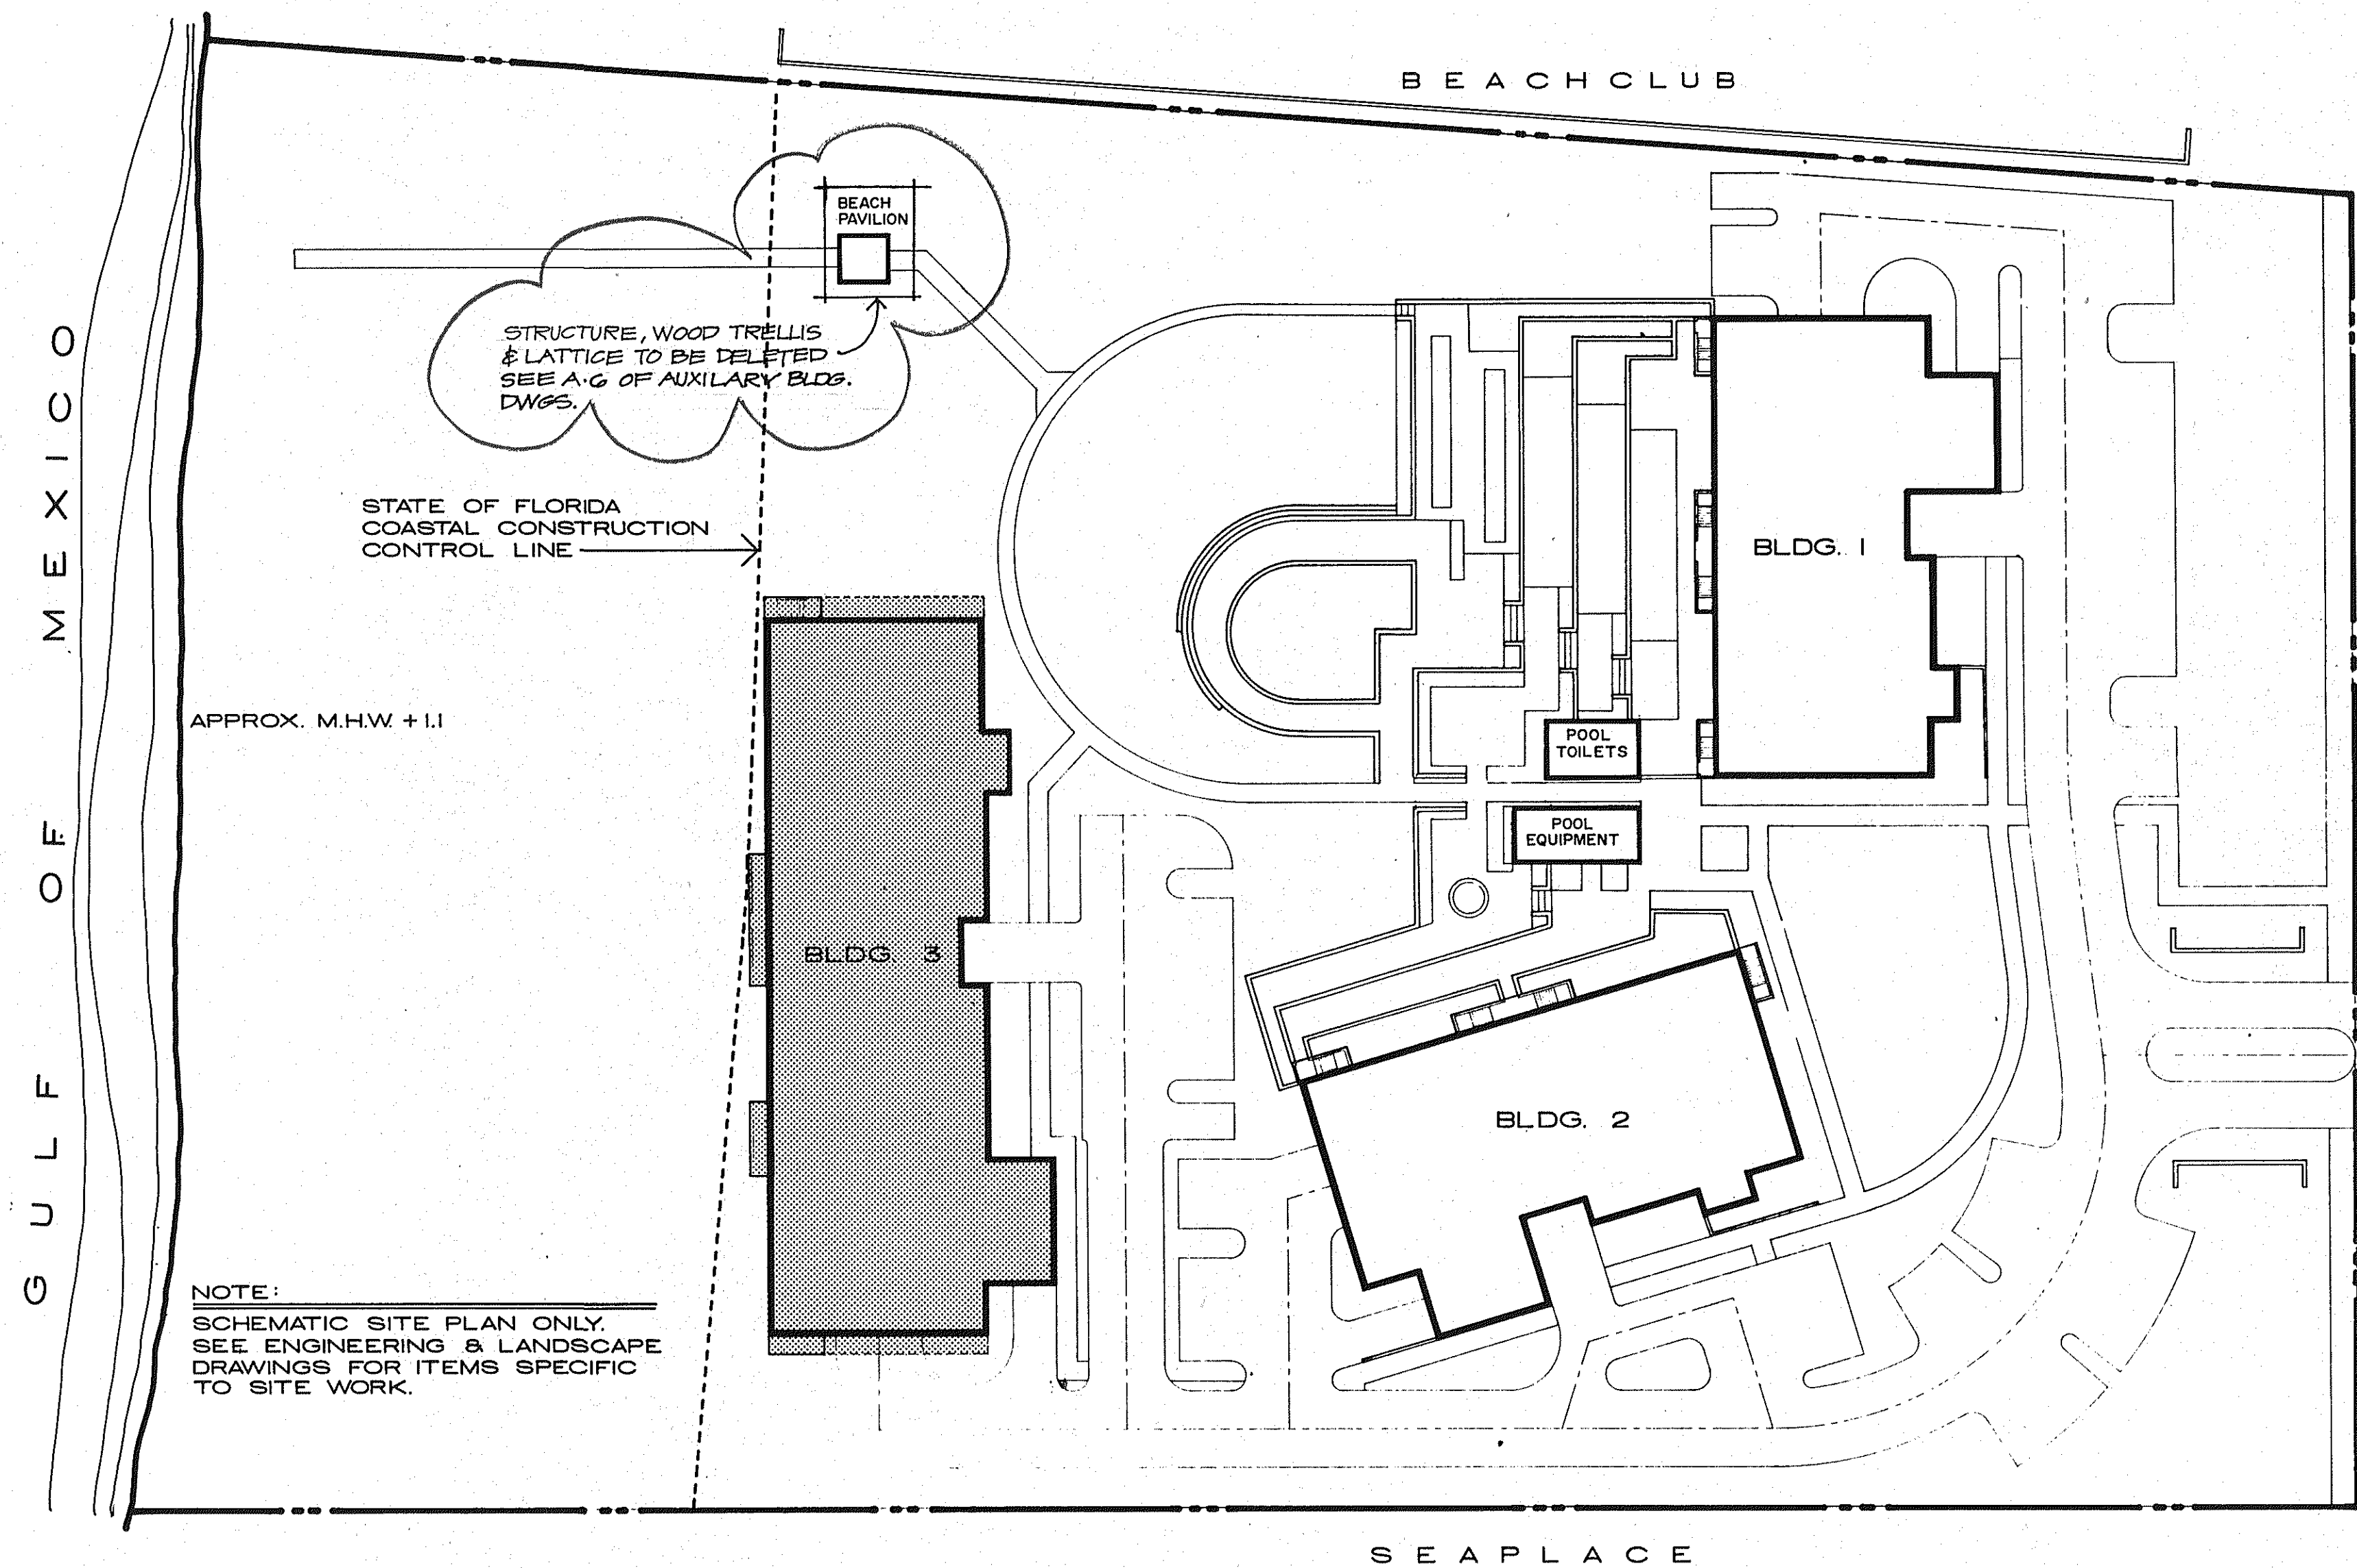 BEACHCLUB
BEACH
PAVILION
STRUCTURE, WOOD TRELLIS
& LATTICE TO BE DELETED
SEE A·6 OF AUXILARY BLDG.
DWGS.
STATE OF FLORIDA
COASTAL CONSTRUCTION
CONTROL LINE
GULF OF MEXICO
APPROX. M.H.W. +1.1
BLDG. 1
POOL
TOILETS
POOL
EQUIPMENT
BLDG 3
BLDG. 2
NOTE:
SCHEMATIC SITE PLAN ONLY.
SEE ENGINEERING & LANDSCAPE
DRAWINGS FOR ITEMS SPECIFIC
TO SITE WORK.
SEAPLACE